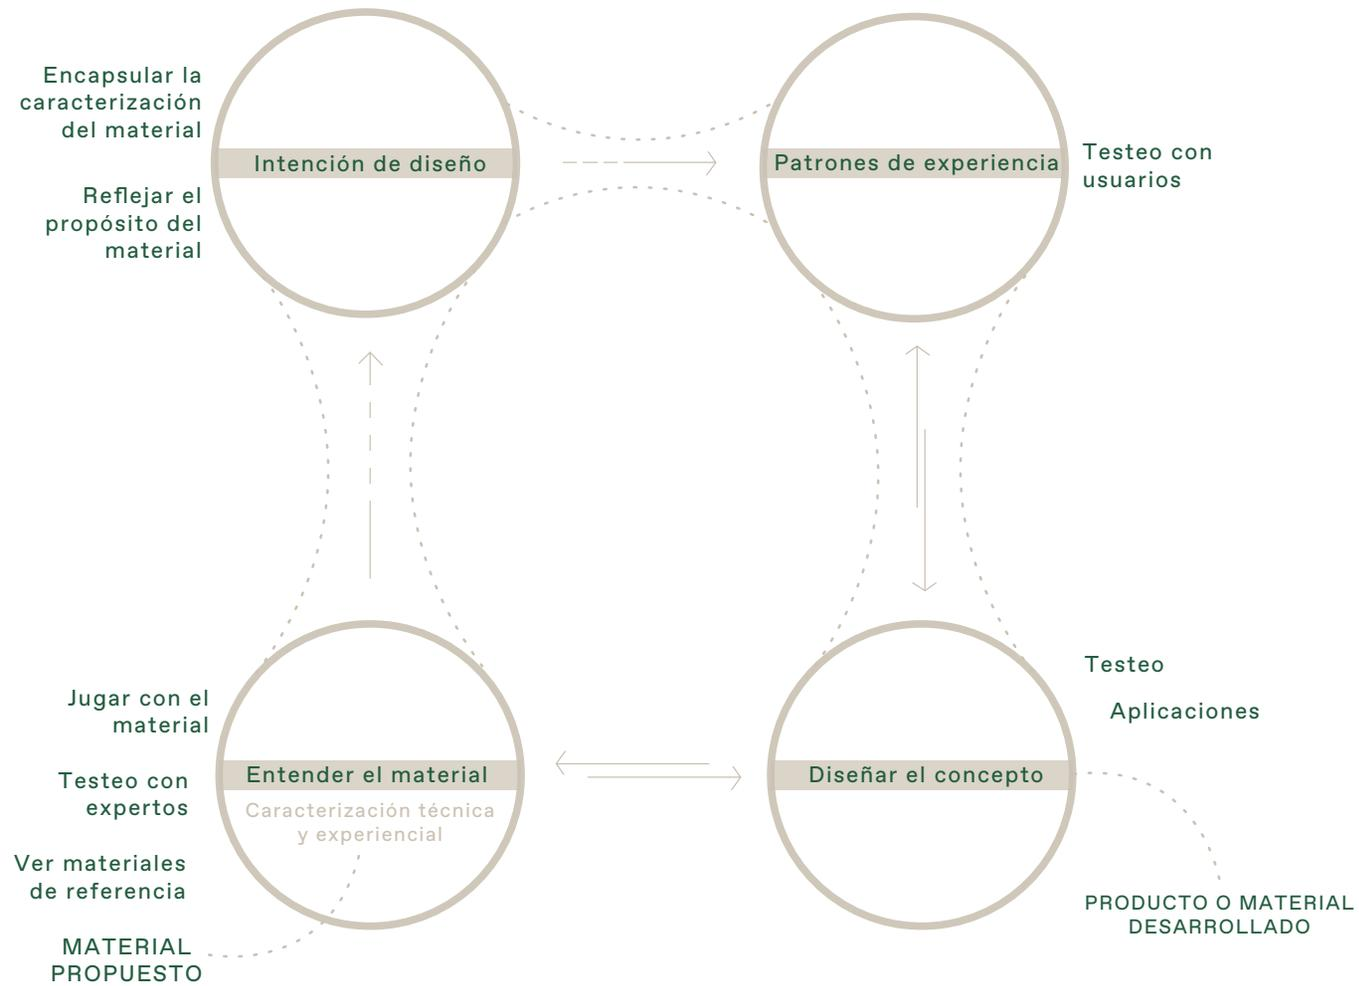 Encapsular la
caracterización
del material
Reflejar el
propósito del
material
Intención de diseño
Patrones de experiencia
Testeo con
usuarios
Jugar con el
material
Testeo con
expertos
Ver materiales
de referencia
MATERIAL
PROPUESTO
Entender el material
Caracterización técnica
y experiencial
Diseñar el concepto
Testeo
Aplicaciones
PRODUCTO O MATERIAL
DESARROLLADO